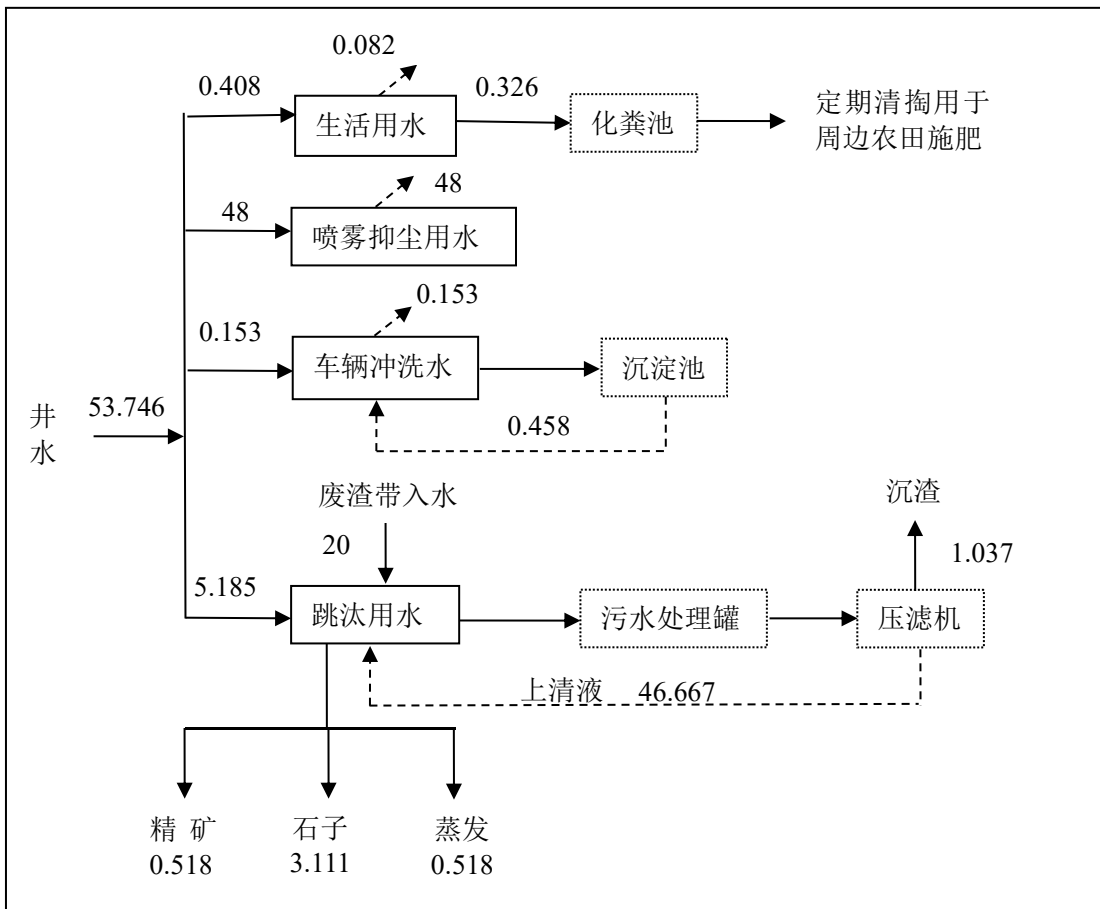 0.082
0.408
0.326
生活用水
化粪池
定期清掏用于
周边农田施肥
48
48
喷雾抑尘用水
0.153
0.153
车辆冲洗水
沉淀池
0.458
井
水
53.746
废渣带入水
20
沉渣
1.037
5.185
跳汰用水
污水处理罐
压滤机
上清液 46.667
精 矿
0.518
石子
3.111
蒸发
0.518